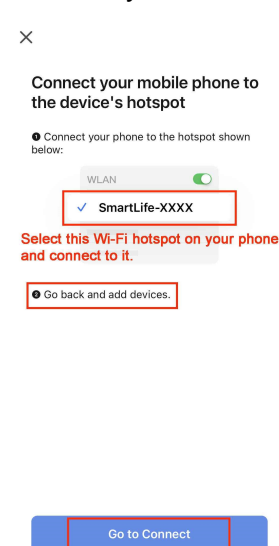 Connect your mobile phone to
the device's hotspot
❶ Connect your phone to the hotspot shown
below:
WLAN
✓ SmartLife-XXXX
Select this Wi-Fi hotspot on your phone
and connect to it.
❷ Go back and add devices.
Go to Connect